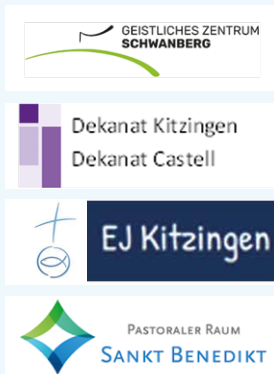 GEISTLICHES ZENTRUM
SCHWANBERG
Dekanat Kitzingen
Dekanat Castell
EJ Kitzingen
PASTORALER RAUM
SANKT BENEDIKT